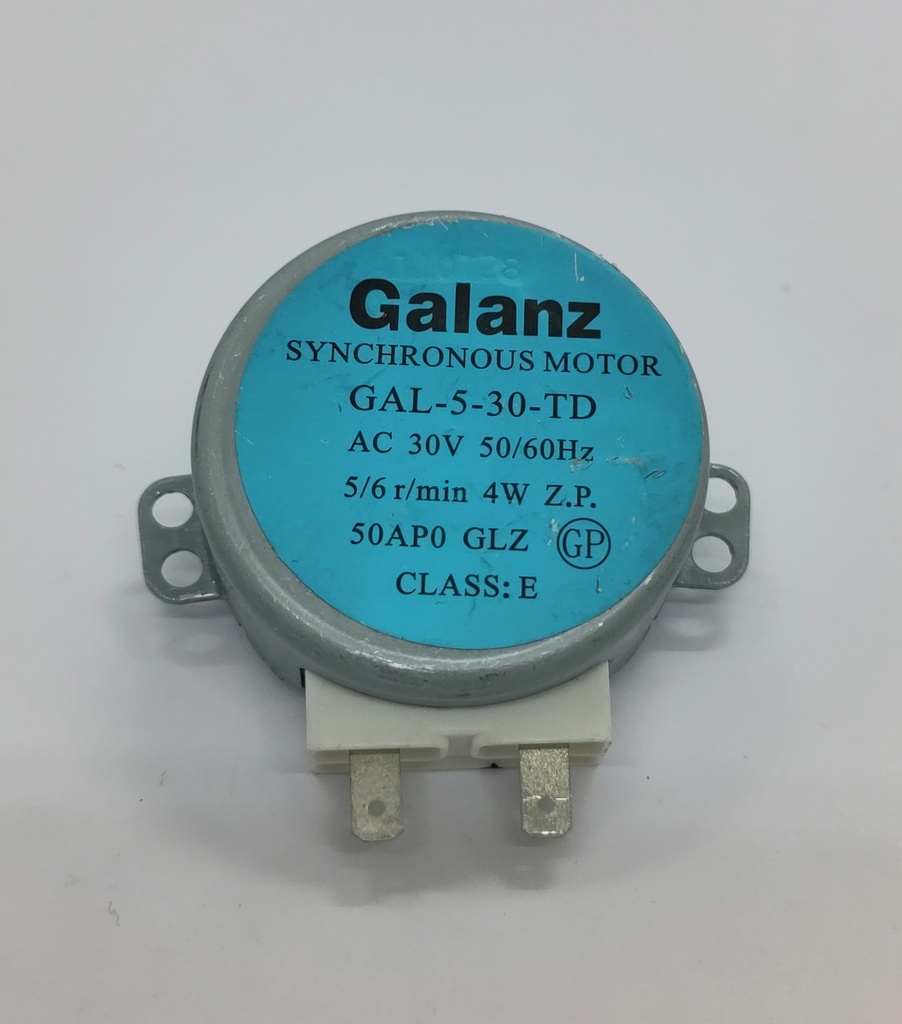 Galanz
SYNCHRONOUS MOTOR
GAL-5-30-TD
AC 30V 50/60Hz
5/6 r/min 4W Z.P.
50AP0 GLZ GP
CLASS: E